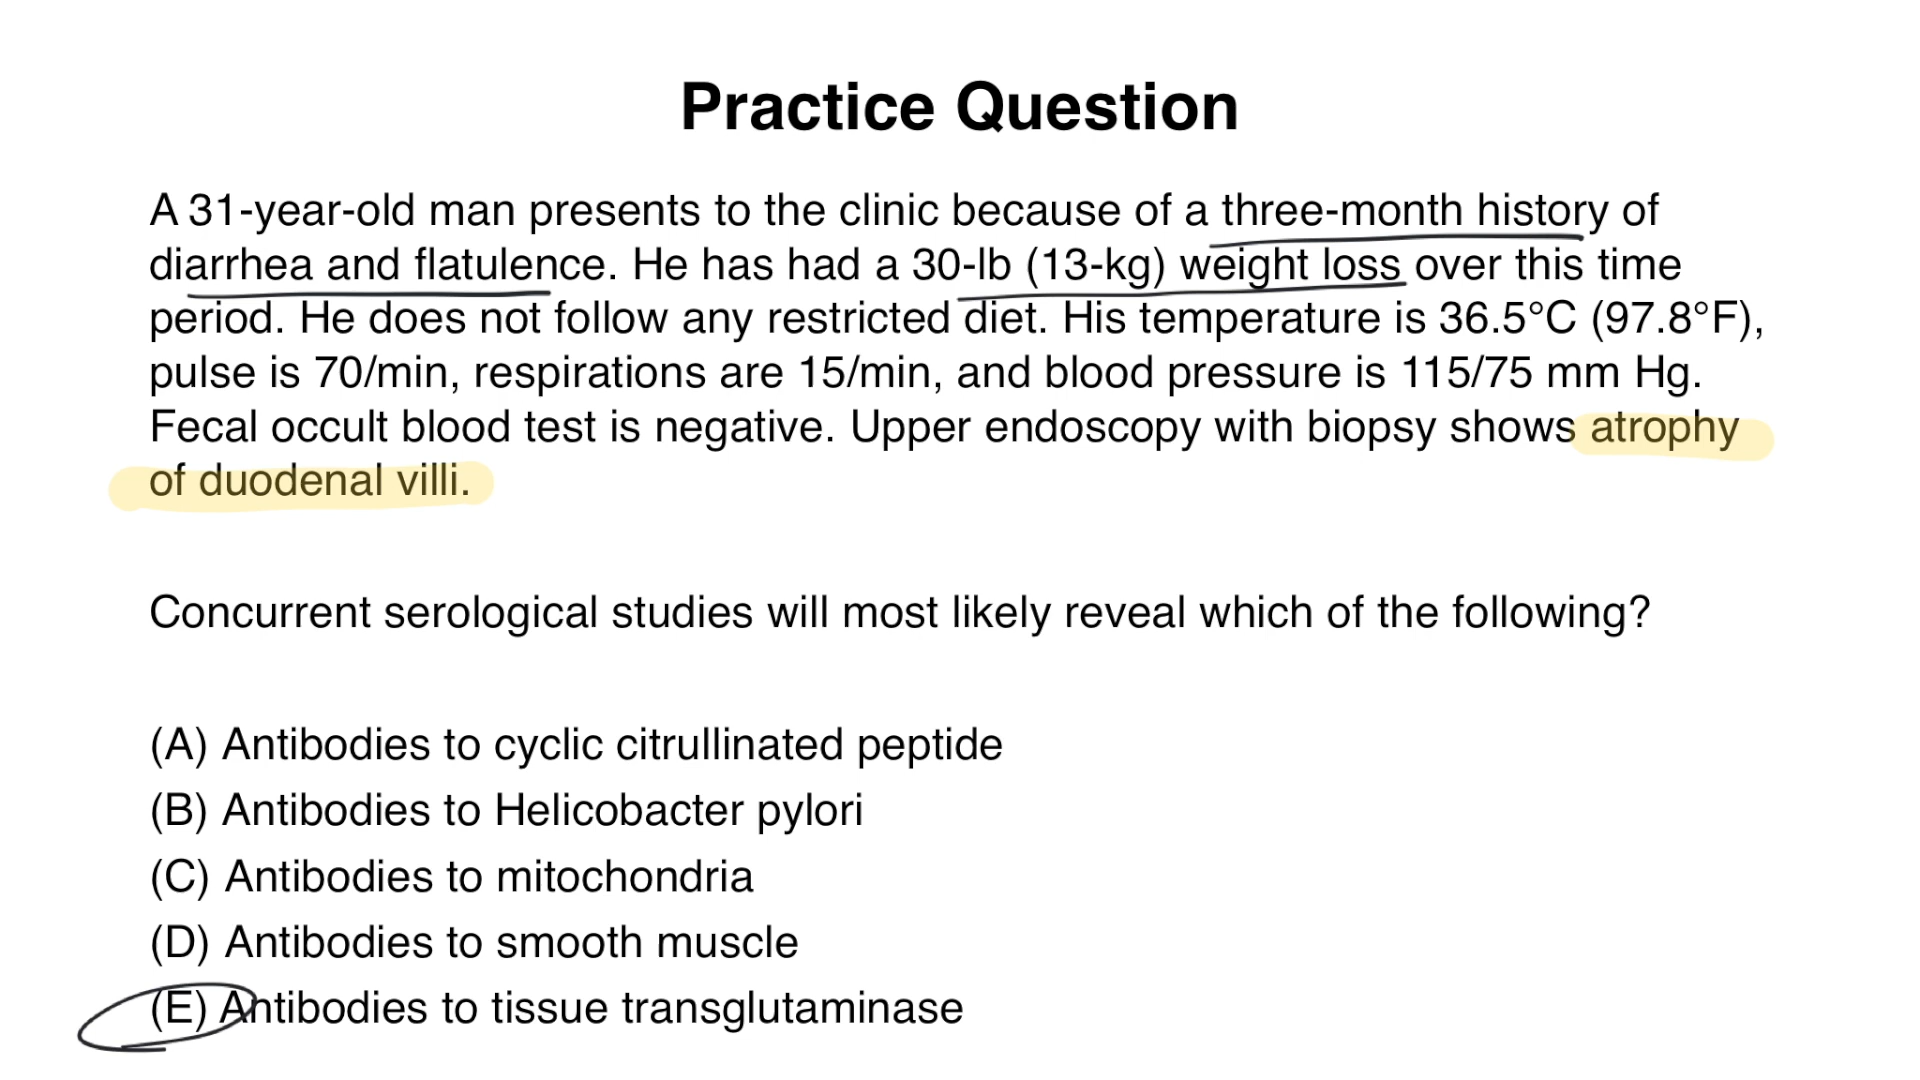 Practice Question
A 31-year-old man presents to the clinic because of a three-month history of
diarrhea and flatulence. He has had a 30-lb (13-kg) weight loss over this time
period. He does not follow any restricted diet. His temperature is 36.5°C (97.8°F),
pulse is 70/min, respirations are 15/min, and blood pressure is 115/75 mm Hg.
Fecal occult blood test is negative. Upper endoscopy with biopsy shows atrophy
of duodenal villi.
Concurrent serological studies will most likely reveal which of the following?
(A) Antibodies to cyclic citrullinated peptide
(B) Antibodies to Helicobacter pylori
(C) Antibodies to mitochondria
(D) Antibodies to smooth muscle
(E) Antibodies to tissue transglutaminase